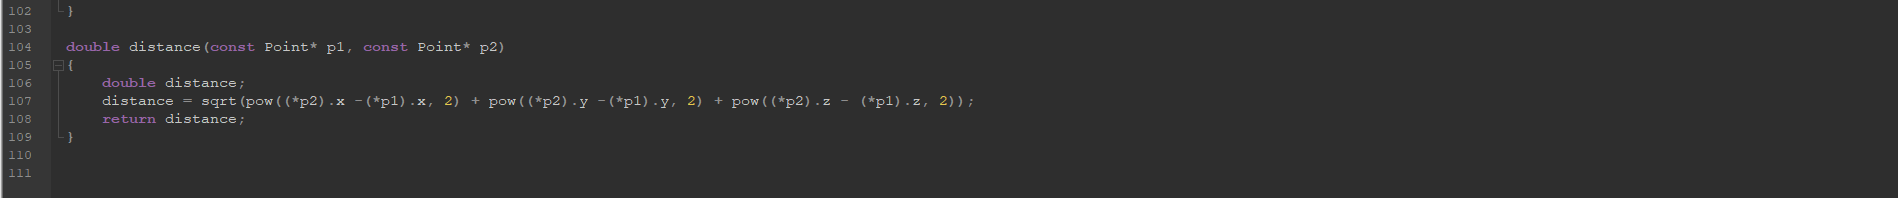 102 }
103
104 double distance(const Point* p1, const Point* p2)
105 {
106     double distance;
107     distance = sqrt(pow((*p2).x -(*p1).x, 2) + pow((*p2).y -(*p1).y, 2) + pow((*p2).z - (*p1).z, 2));
108     return distance;
109 }
110
111